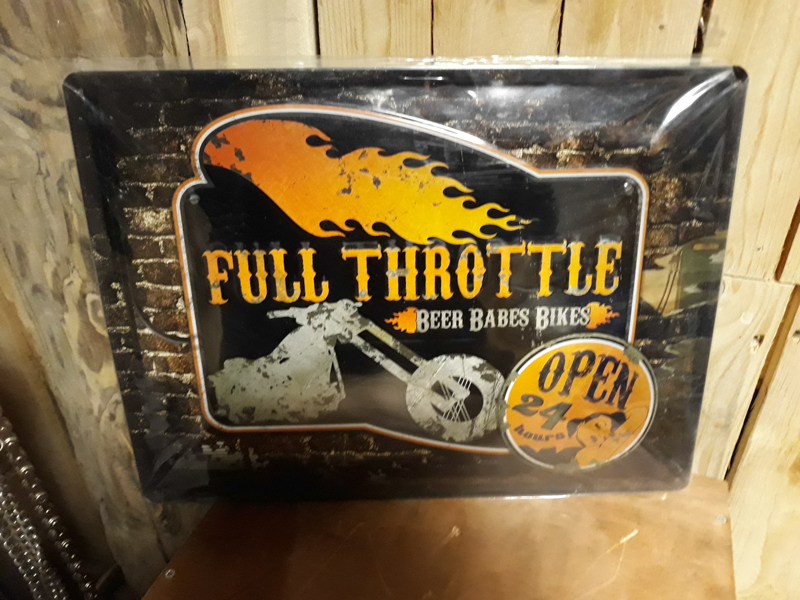 FULL THROTTLE
BEER BABES BIKES
OPEN
24
hours